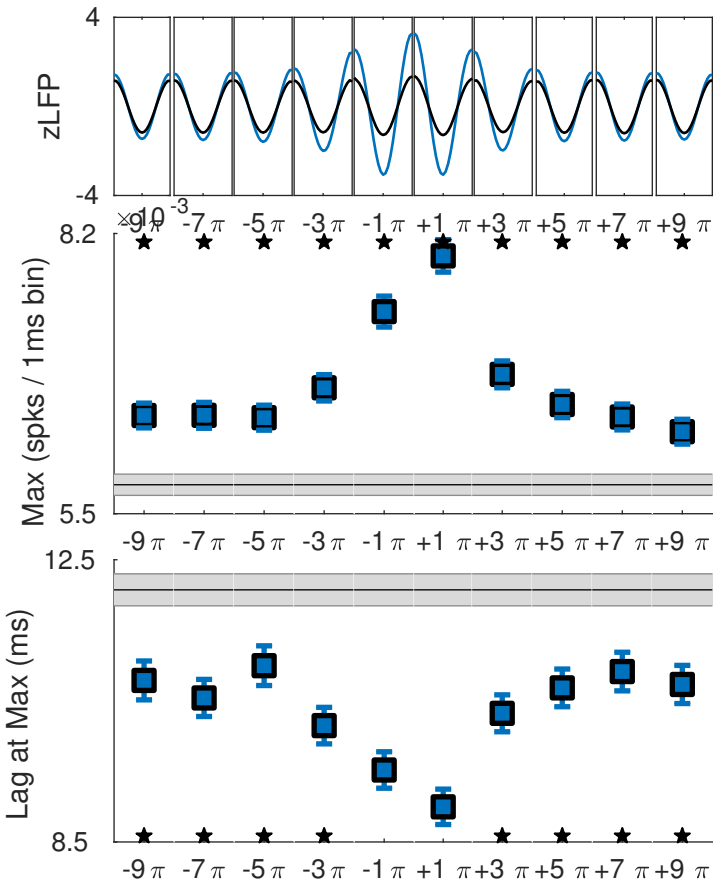 4
zLFP
-4
×10-3
-9 π -7 π -5 π -3 π -1 π +1 π +3 π +5 π +7 π +9 π
8.2
Max (spks / 1ms bin)
5.5
-9 π -7 π -5 π -3 π -1 π +1 π +3 π +5 π +7 π +9 π
12.5
Lag at Max (ms)
8.5
-9 π -7 π -5 π -3 π -1 π +1 π +3 π +5 π +7 π +9 π